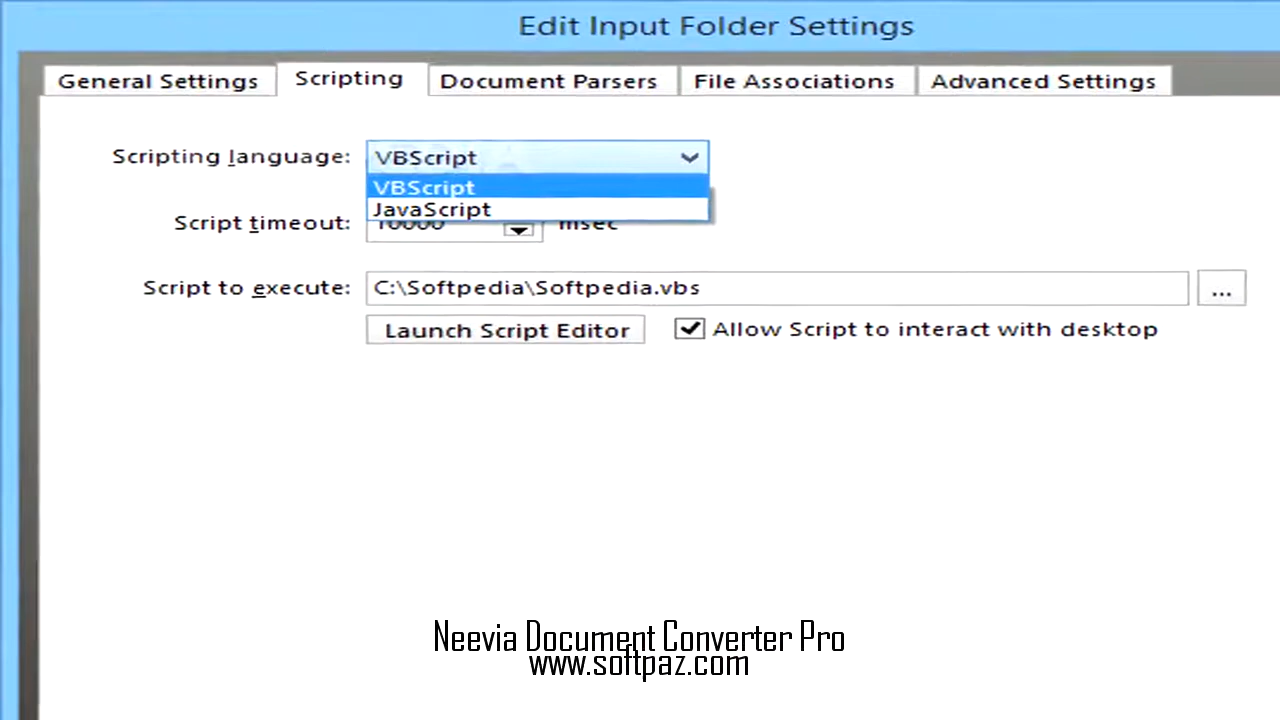 Edit Input Folder Settings
General Settings Scripting Document Parsers File Associations Advanced Settings
Scripting language: VBScript
VBScript
JavaScript
Script timeout: 10000 msec
Script to execute: C:\Softpedia\Softpedia.vbs ...
Launch Script Editor Allow Script to interact with desktop
Neevia Document Converter Pro
www.softpaz.com